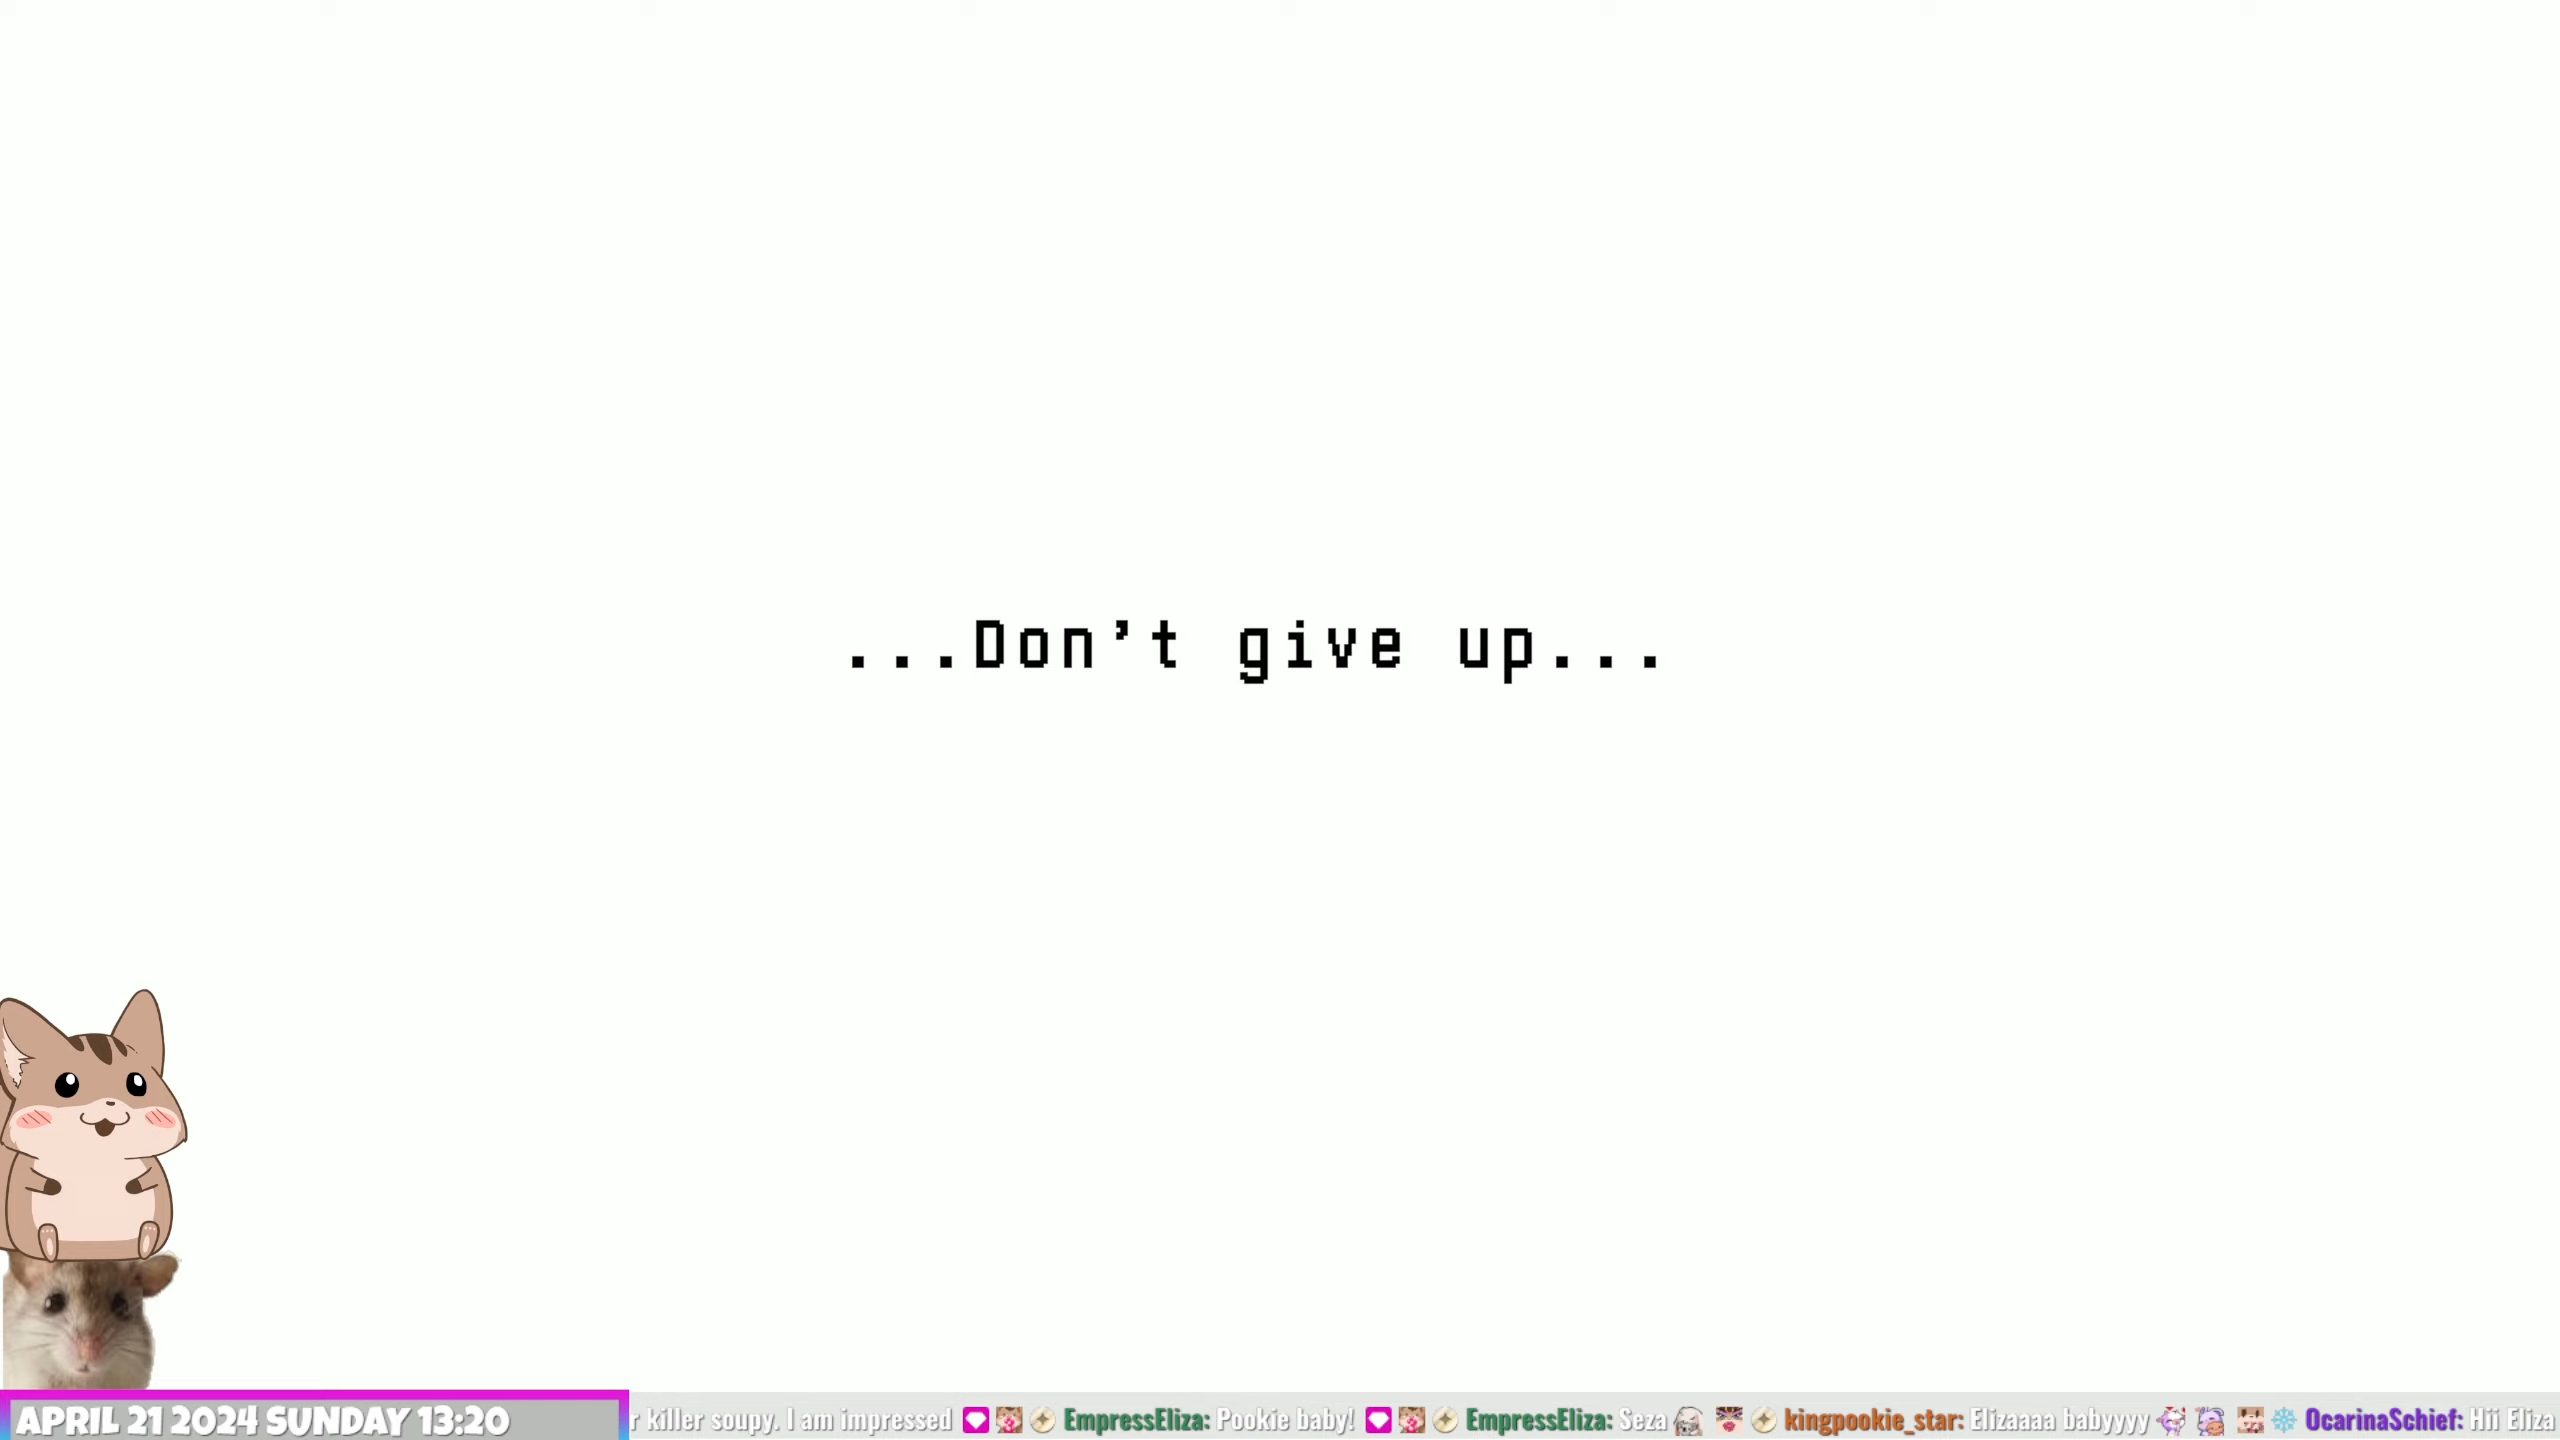 ...Don't give up...
APRIL 21 2024 SUNDAY 13:20
r killer soupy. I am impressed EmpressEliza: Pookie baby! EmpressEliza: Seza kingpookie_star: Elizaaaa babyyyy OcarinaSchief: Hii Eliza